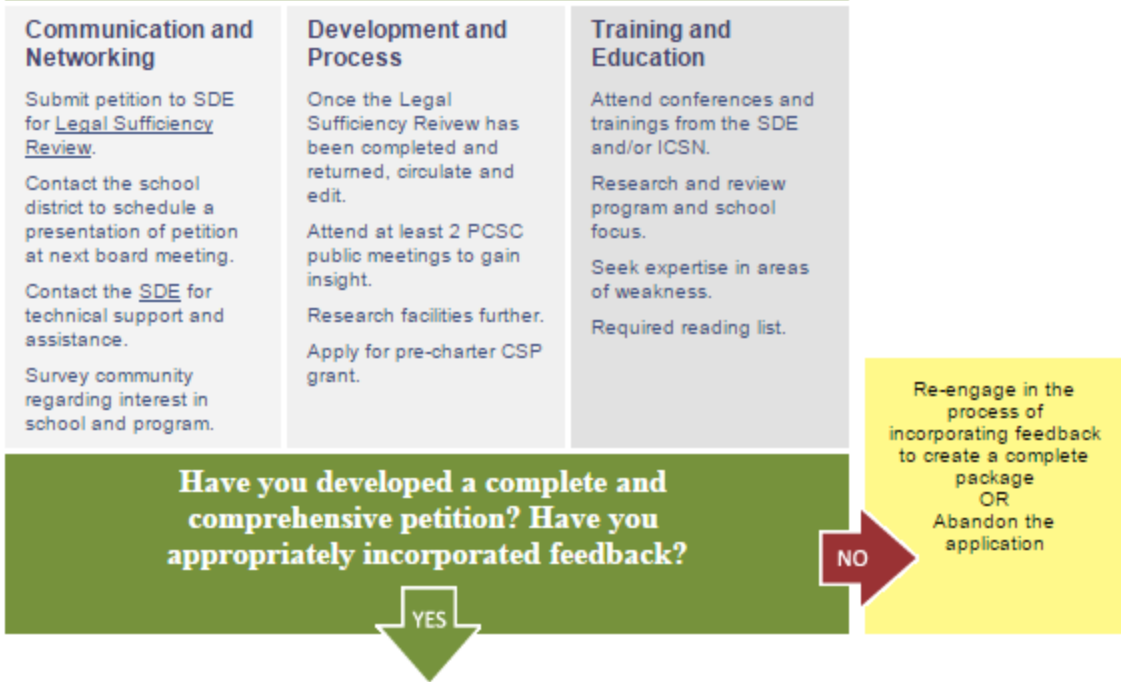 Communication and
Networking
Submit petition to SDE
for Legal Sufficiency
Review.
Contact the school
district to schedule a
presentation of petition
at next board meeting.
Contact the SDE for
technical support and
assistance.
Survey community
regarding interest in
school and program.
Development and
Process
Once the Legal
Sufficiency Reivew has
been completed and
returned, circulate and
edit.
Attend at least 2 PCSC
public meetings to gain
insight.
Research facilities further.
Apply for pre-charter CSP
grant.
Training and
Education
Attend conferences and
trainings from the SDE
and/or ICSN.
Research and review
program and school
focus.
Seek expertise in areas
of weakness.
Required reading list.
Have you developed a complete and
comprehensive petition? Have you
appropriately incorporated feedback?
NO
Re-engage in the
process of
incorporating feedback
to create a complete
package
OR
Abandon the
application
YES